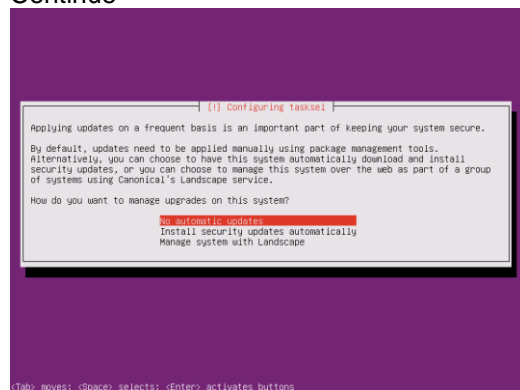 Continue
[!] Configuring tasksel
Applying updates on a frequent basis is an important part of keeping your system secure.
By default, updates need to be applied manually using package management tools.
Alternatively, you can choose to have this system automatically download and install
security updates, or you can choose to manage this system over the web as part of a group
of systems using Canonical's Landscape service.
How do you want to manage upgrades on this system?
No automatic updates
Install security updates automatically
Manage system with Landscape
<Tab> moves; <Space> selects; <Enter> activates buttons